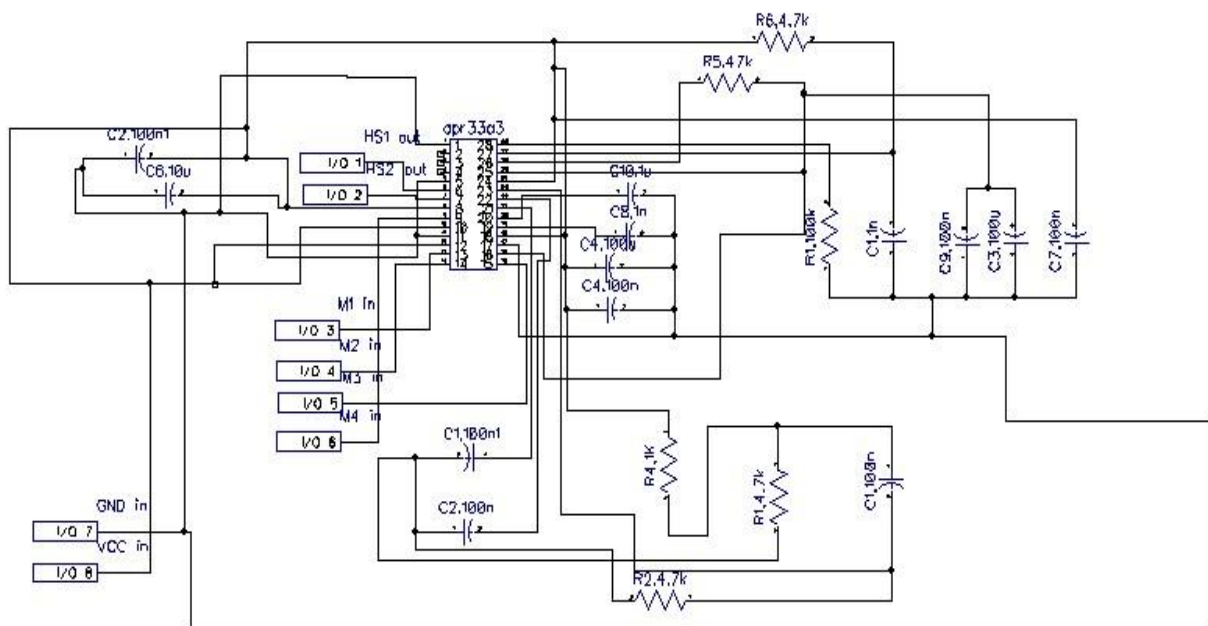 R6,4.7k
R5,47k
apr33a3
HS1 out
C2,100n1
I/O 1
HS2 out
C6,10u
I/O 2
C10,1u
C8,1n
C4,100u
C4,100n
R1,100k
C1,1n
C9,100n
C3,100u
C7,100n
M1 in
I/O 3
M2 in
I/O 4
M3 in
I/O 5
M4 in
I/O 6
C1,100n1
R4,1K
R1,4.7k
C1,100n
C2,100n
GND in
I/O 7
VCC in
I/O 8
R2,4.7k